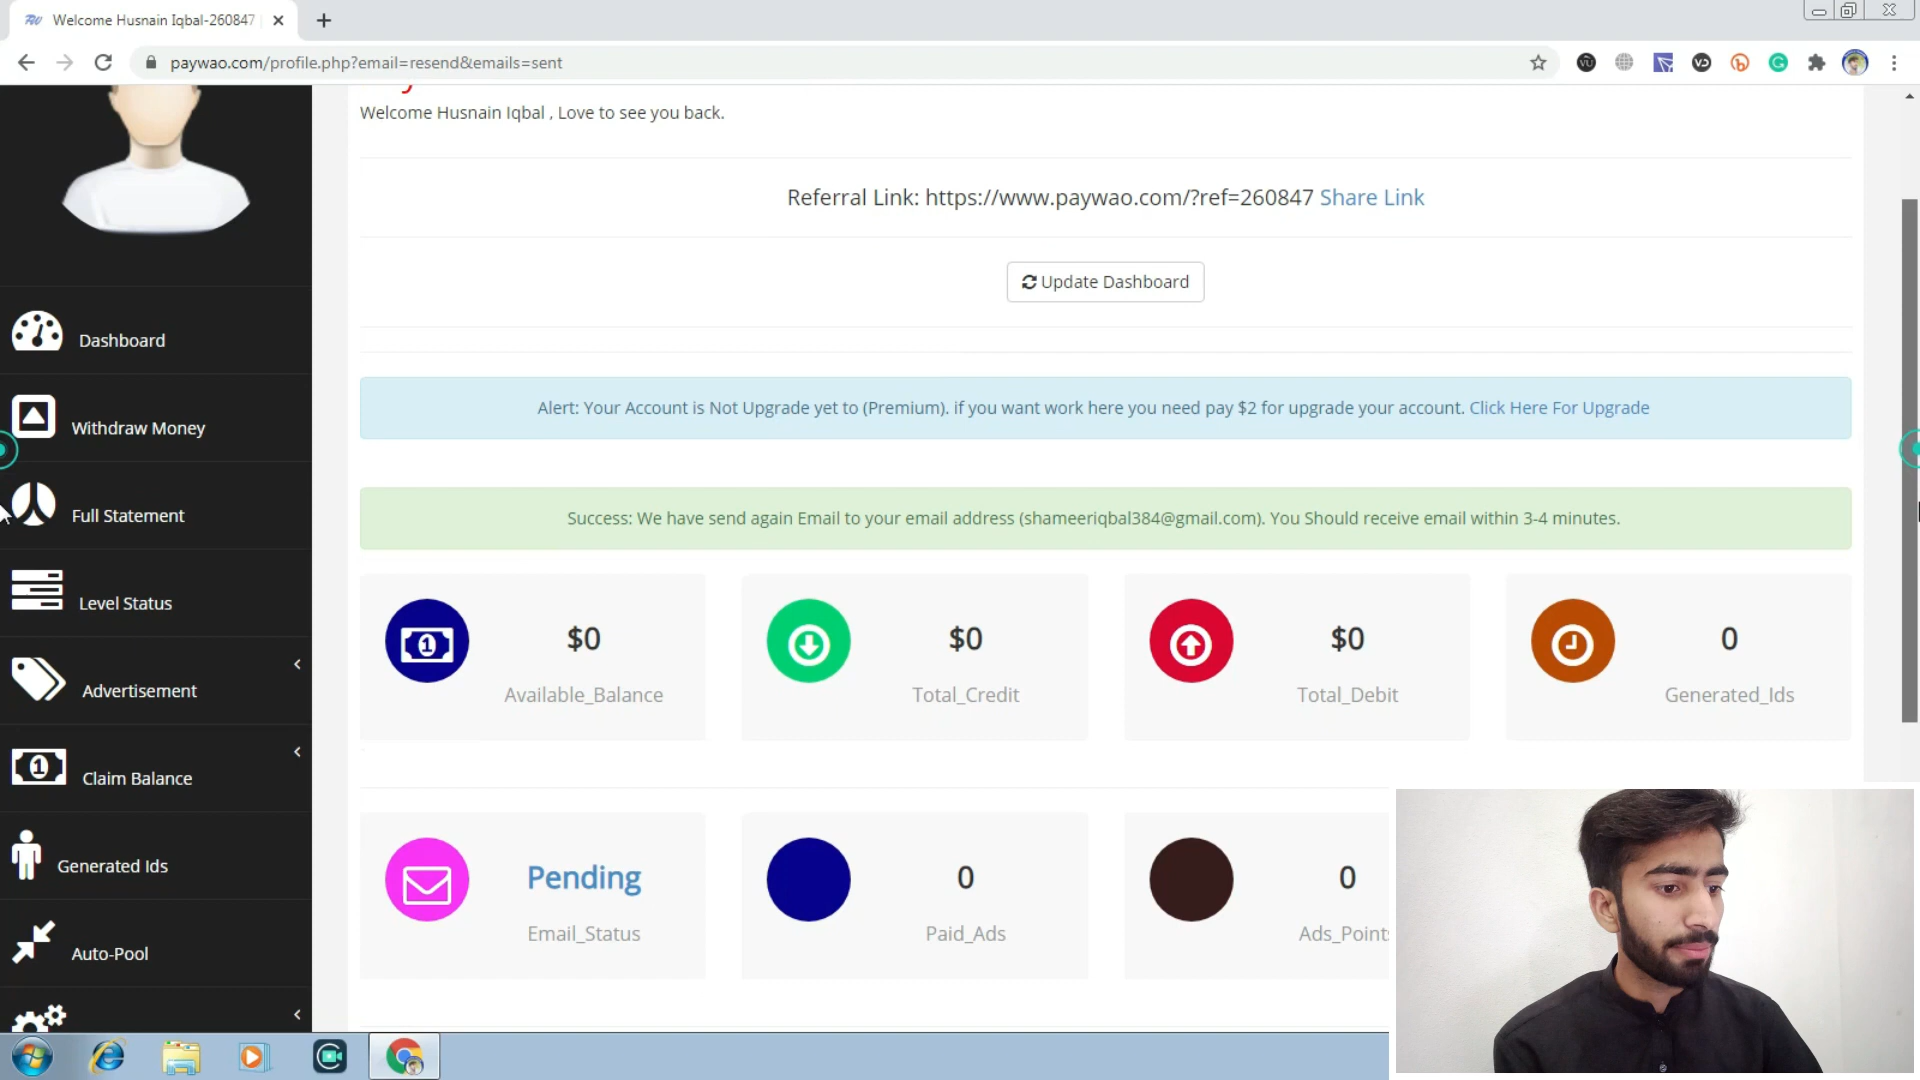 Welcome Husnain Iqbal-260847
paywao.com/profile.php?email=resend&emails=sent
Welcome Husnain Iqbal , Love to see you back.
Referral Link: https://www.paywao.com/?ref=260847 Share Link
Update Dashboard
Alert: Your Account is Not Upgrade yet to (Premium). if you want work here you need pay $2 for upgrade your account. Click Here For Upgrade
Success: We have send again Email to your email address (shameeriqbal384@gmail.com). You Should receive email within 3-4 minutes.
Dashboard
Withdraw Money
Full Statement
Level Status
Advertisement
Claim Balance
Generated Ids
Auto-Pool
$0
Available_Balance
$0
Total_Credit
$0
Total_Debit
0
Generated_Ids
Pending
Email_Status
0
Paid_Ads
0
Ads_Point